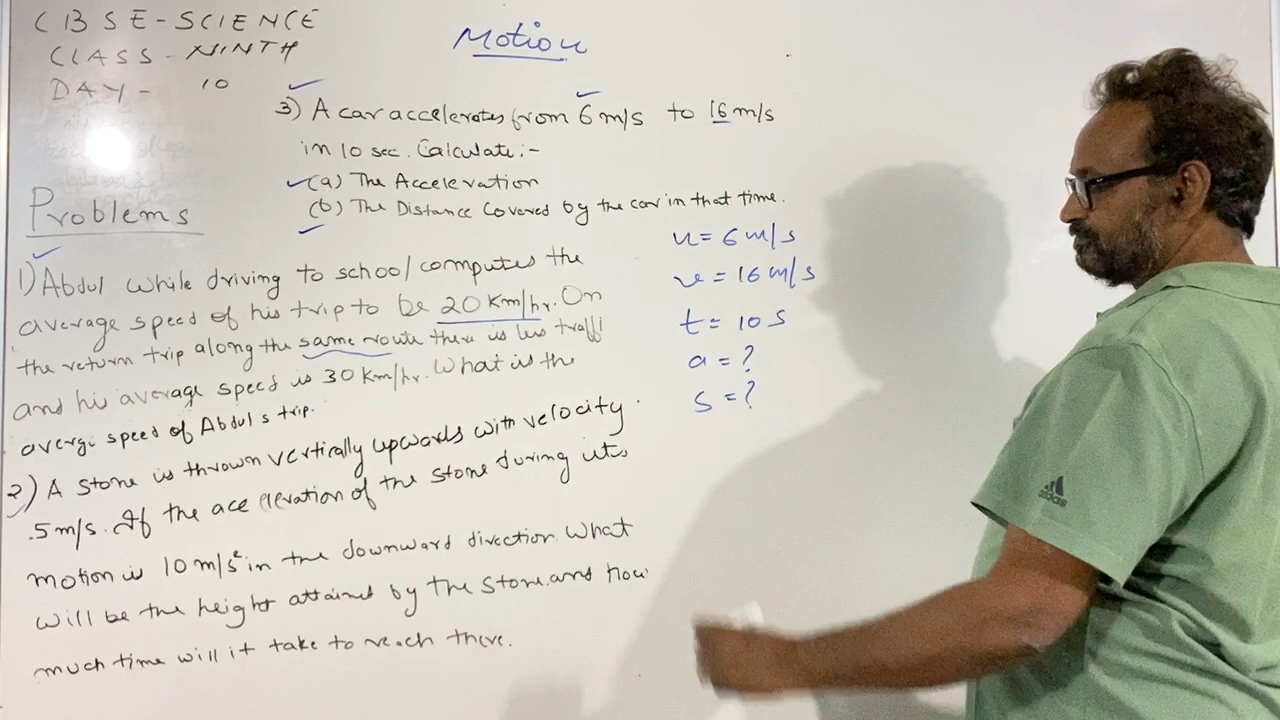 CBSE-SCIENCE
CLASS - NINTH
DAY - 10
Motion
3) A car accelerates from 6 m/s to 16 m/s
in 10 sec. Calculate :-
(a) The Acceleration
(b) The Distance Covered by the car in that time.
u = 6 m/s
v = 16 m/s
t = 10 s
a = ?
s = ?
Problems
1) Abdul while driving to school computes the
average speed of his trip to be 20 Km/hr. On
the return trip along the same route there is less traffi
and his average speed is 30 Km/hr. What is the
averge speed of Abdul s trip.
2) A stone is thrown vertically upwards with velocity
5 m/s. If the acceleration of the stone during its
motion is 10 m/s² in the downward direction. What
will be the height attained by the stone. and how
much time will it take to reach there.
adidas